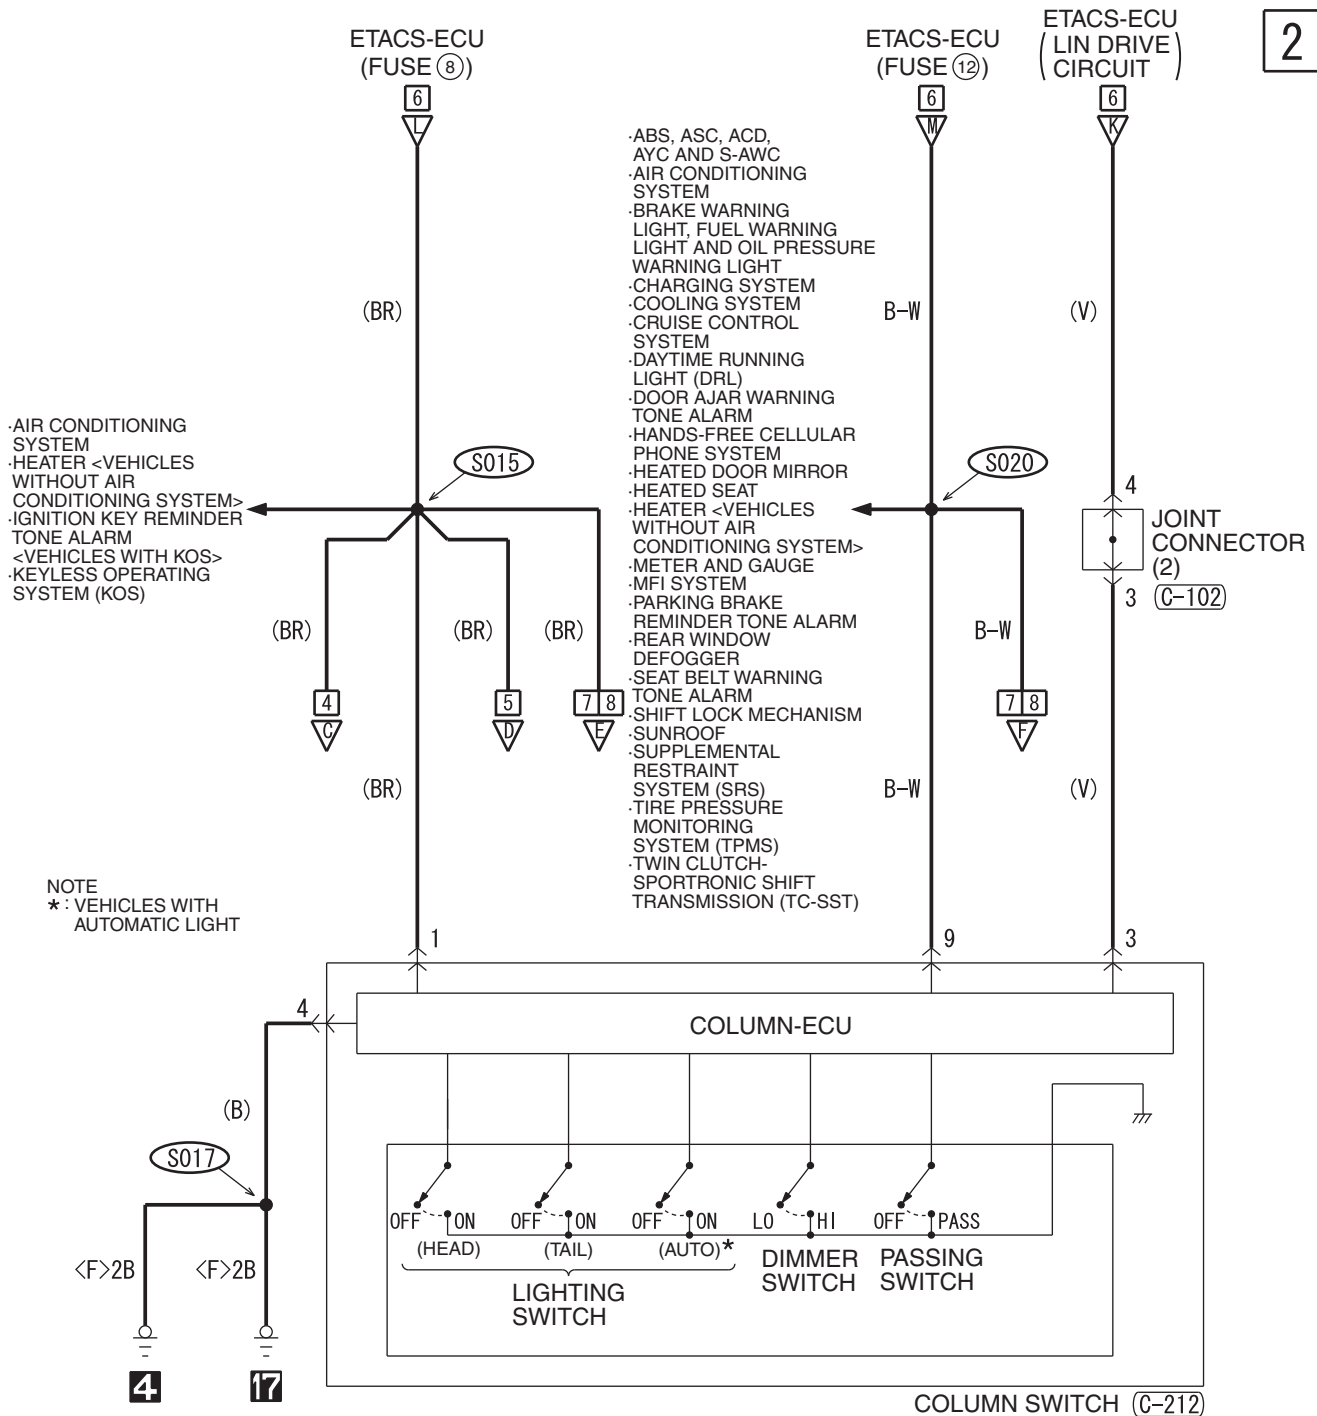 2
ETACS-ECU
(FUSE ⑧)
6
L
ETACS-ECU
(FUSE ⑫)
6
M
ETACS-ECU
(LIN DRIVE
CIRCUIT)
6
K
·ABS, ASC, ACD,
AYC AND S-AWC
·AIR CONDITIONING
SYSTEM
·BRAKE WARNING
LIGHT, FUEL WARNING
LIGHT AND OIL PRESSURE
WARNING LIGHT
·CHARGING SYSTEM
·COOLING SYSTEM
·CRUISE CONTROL
SYSTEM
·DAYTIME RUNNING
LIGHT (DRL)
·DOOR AJAR WARNING
TONE ALARM
·HANDS-FREE CELLULAR
PHONE SYSTEM
·HEATED DOOR MIRROR
·HEATED SEAT
·HEATER <VEHICLES
WITHOUT AIR
CONDITIONING SYSTEM>
·METER AND GAUGE
·MFI SYSTEM
·PARKING BRAKE
REMINDER TONE ALARM
·REAR WINDOW
DEFOGGER
·SEAT BELT WARNING
TONE ALARM
·SHIFT LOCK MECHANISM
·SUNROOF
·SUPPLEMENTAL
RESTRAINT
SYSTEM (SRS)
·TIRE PRESSURE
MONITORING
SYSTEM (TPMS)
·TWIN CLUTCH-
SPORTRONIC SHIFT
TRANSMISSION (TC-SST)
(BR)
B-W
(V)
·AIR CONDITIONING
SYSTEM
·HEATER <VEHICLES
WITHOUT AIR
CONDITIONING SYSTEM>
·IGNITION KEY REMINDER
TONE ALARM
<VEHICLES WITH KOS>
·KEYLESS OPERATING
SYSTEM (KOS)
S015
S020
4
JOINT
CONNECTOR
(2)
3
C-102
(BR)
(BR)
(BR)
B-W
4
C
5
D
7 8
E
7 8
F
(BR)
B-W
(V)
NOTE
* : VEHICLES WITH
AUTOMATIC LIGHT
1
9
3
4
COLUMN-ECU
(B)
S017
OFF ON
(HEAD)
OFF ON
(TAIL)
OFF ON
(AUTO)*
LO HI
OFF PASS
LIGHTING
SWITCH
DIMMER
SWITCH
PASSING
SWITCH
<F>2B
<F>2B
4
17
COLUMN SWITCH C-212